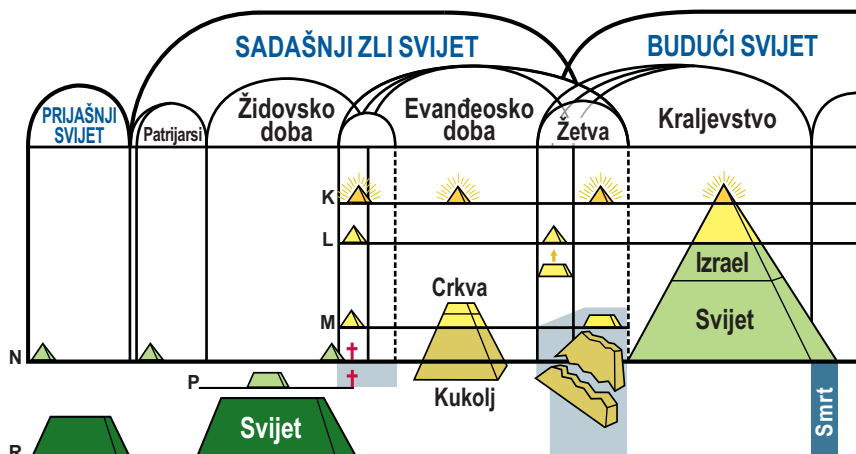 SADAŠNJI ZLI SVIJET
BUDUĆI SVIJET
PRIJAŠNJI
SVIJET
Patrijarsi
Židovsko
doba
Evanđeosko
doba
Žetva
Kraljevstvo
K
L
Izrael
Crkva
M
Svijet
N
P
Kukolj
Svijet
Smrt
R